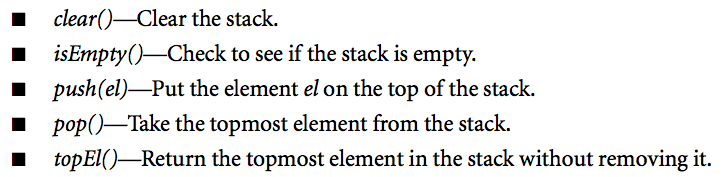 ■ clear()—Clear the stack.
■ isEmpty()—Check to see if the stack is empty.
■ push(el)—Put the element el on the top of the stack.
■ pop()—Take the topmost element from the stack.
■ topEl()—Return the topmost element in the stack without removing it.